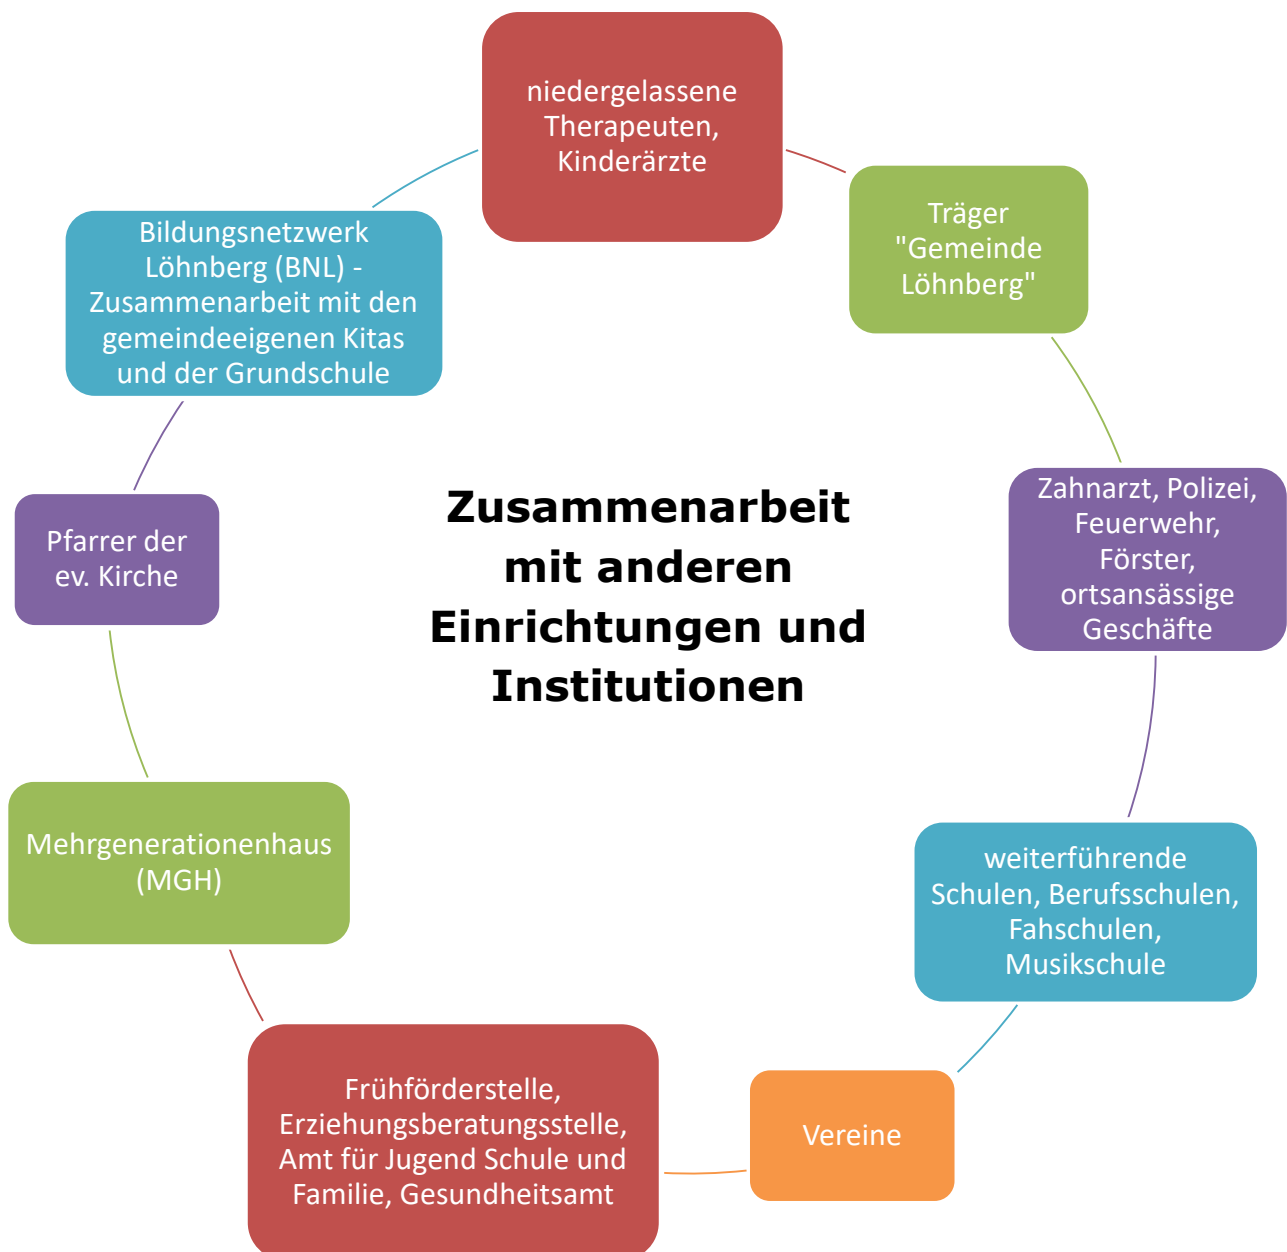 niedergelassene
Therapeuten,
Kinderärzte
Träger
"Gemeinde
Löhnberg"
Zahnarzt, Polizei,
Feuerwehr,
Förster,
ortsansässige
Geschäfte
weiterführende
Schulen, Berufsschulen,
Fahschulen,
Musikschule
Vereine
Frühförderstelle,
Erziehungsberatungsstelle,
Amt für Jugend Schule und
Familie, Gesundheitsamt
Mehrgenerationenhaus
(MGH)
Pfarrer der
ev. Kirche
Bildungsnetzwerk
Löhnberg (BNL) -
Zusammenarbeit mit den
gemeindeeigenen Kitas
und der Grundschule
Zusammenarbeit
mit anderen
Einrichtungen und
Institutionen